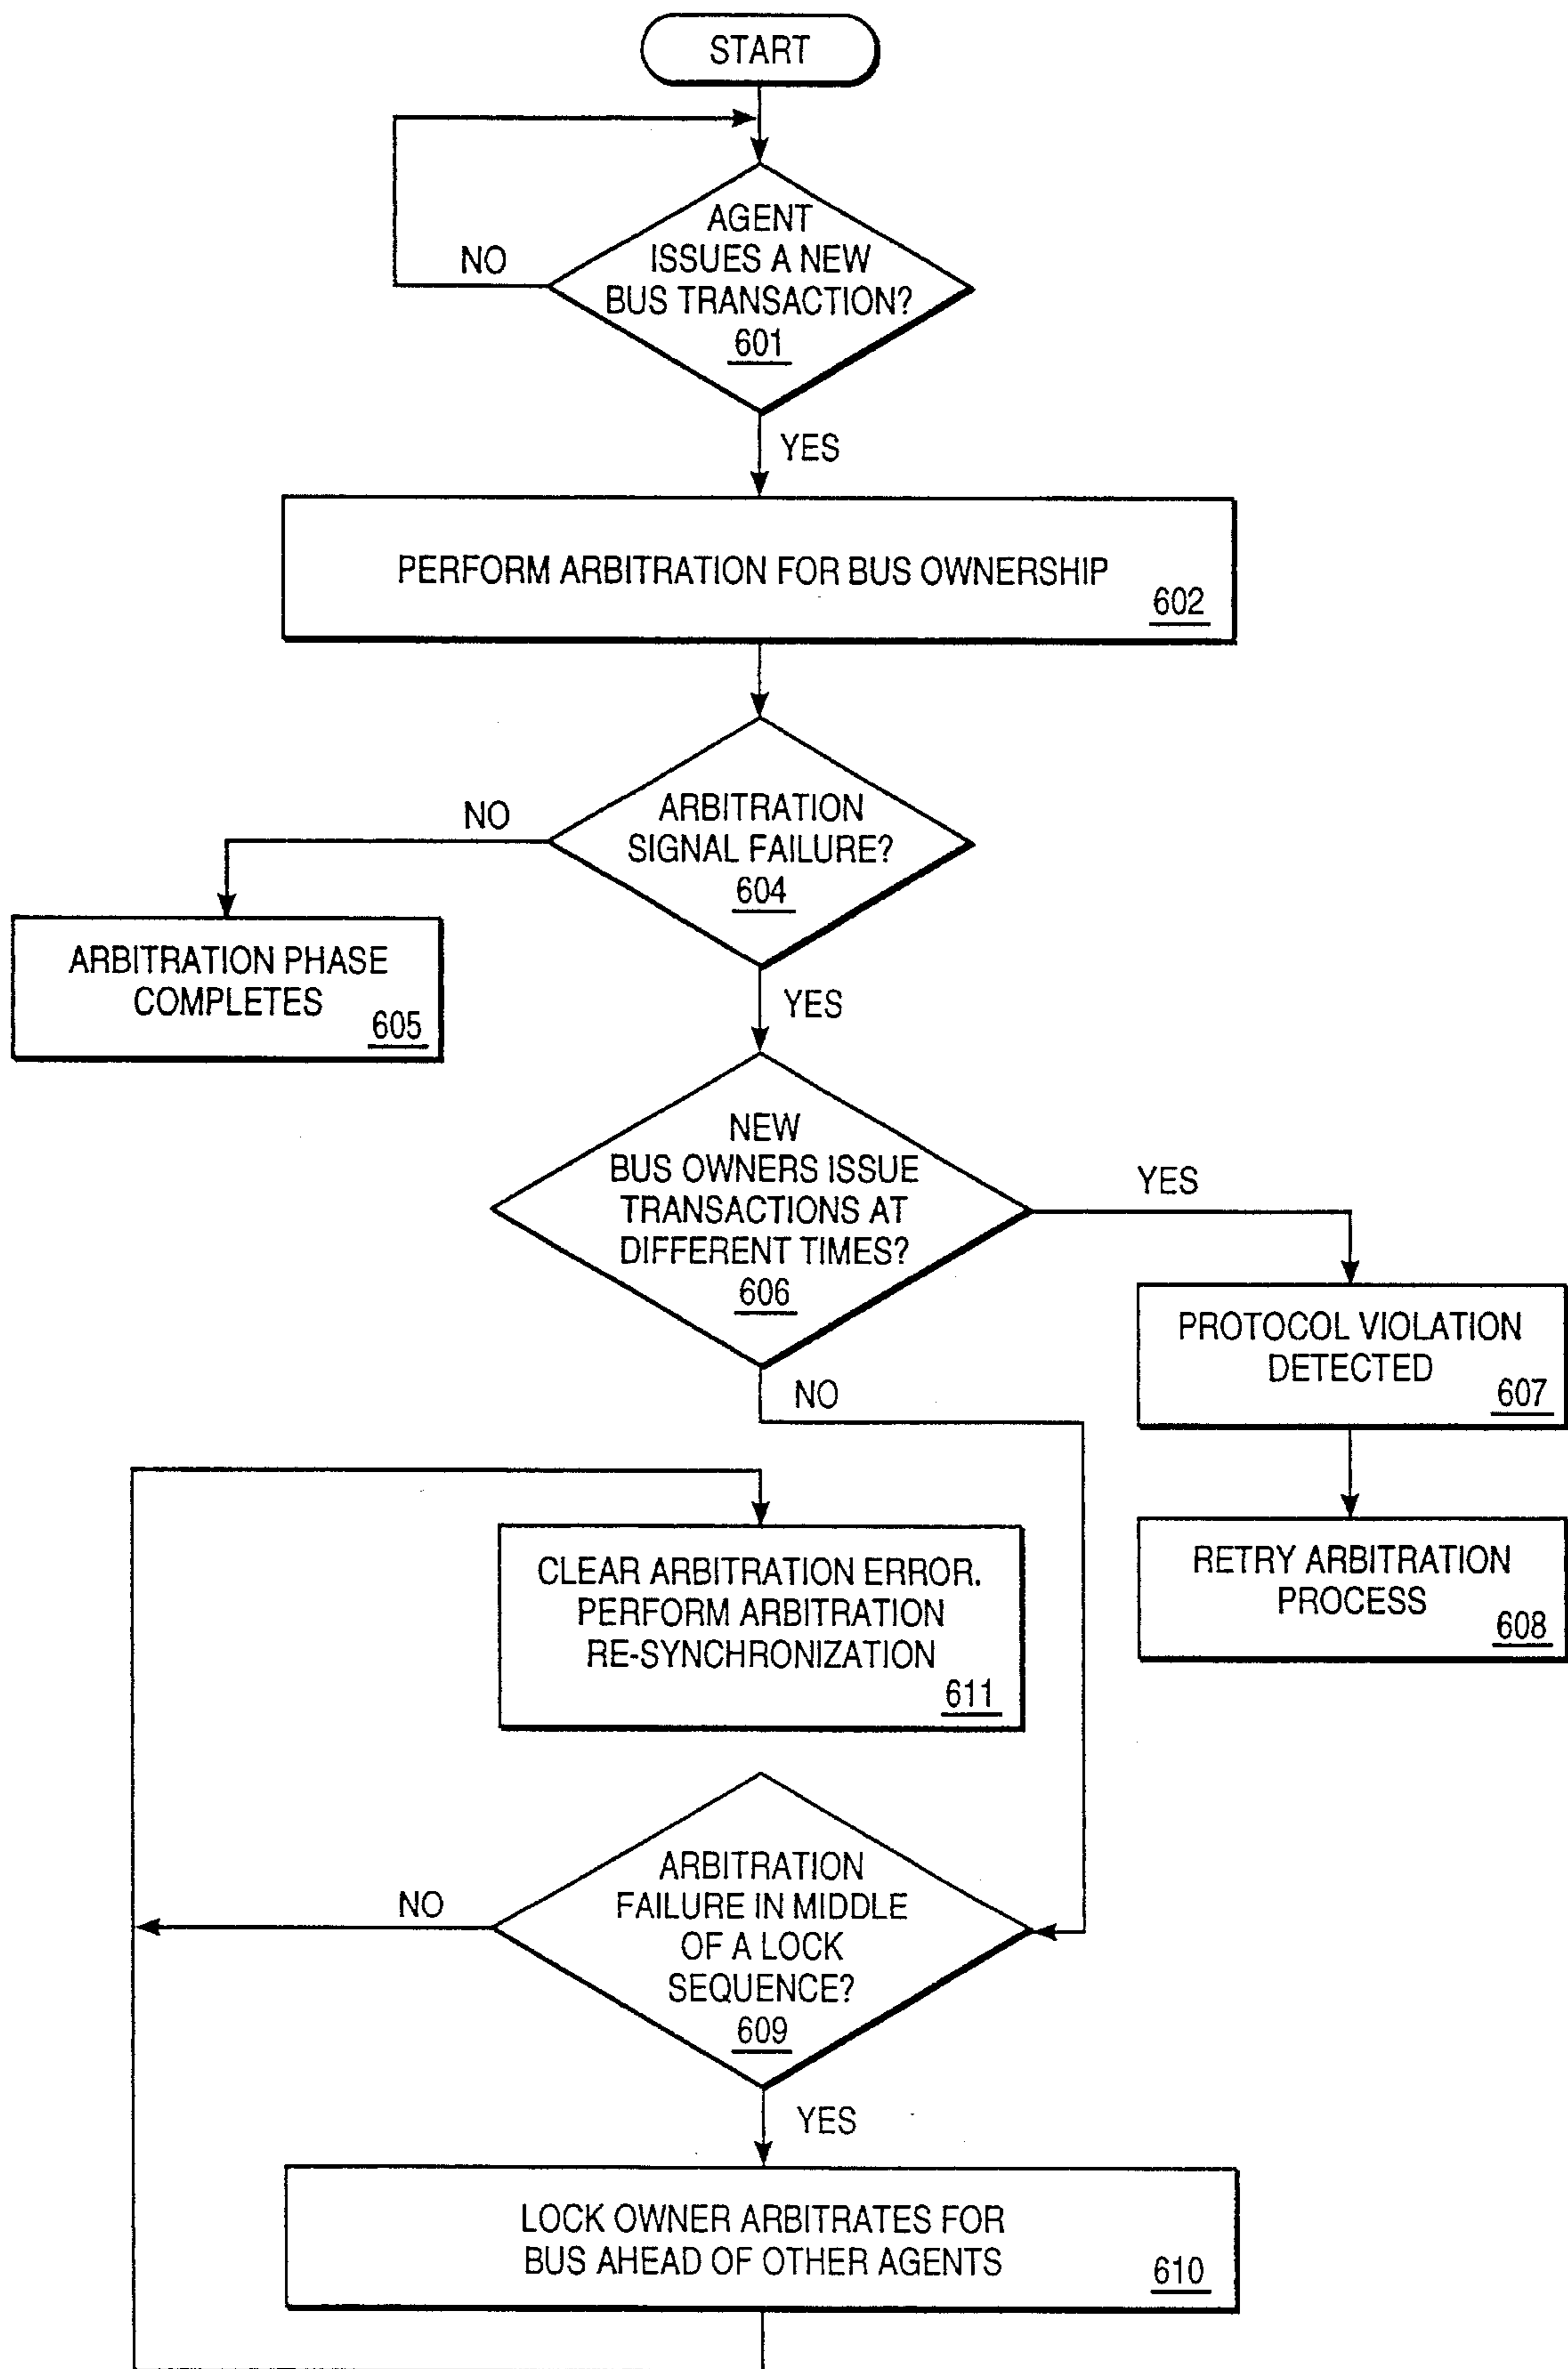 START
AGENT
ISSUES A NEW
BUS TRANSACTION?
601
NO
YES
PERFORM ARBITRATION FOR BUS OWNERSHIP
602
ARBITRATION
SIGNAL FAILURE?
604
NO
YES
ARBITRATION PHASE
COMPLETES
605
NEW
BUS OWNERS ISSUE
TRANSACTIONS AT
DIFFERENT TIMES?
606
YES
NO
PROTOCOL VIOLATION
DETECTED
607
RETRY ARBITRATION
PROCESS
608
CLEAR ARBITRATION ERROR.
PERFORM ARBITRATION
RE-SYNCHRONIZATION
611
ARBITRATION
FAILURE IN MIDDLE
OF A LOCK
SEQUENCE?
609
NO
YES
LOCK OWNER ARBITRATES FOR
BUS AHEAD OF OTHER AGENTS
610